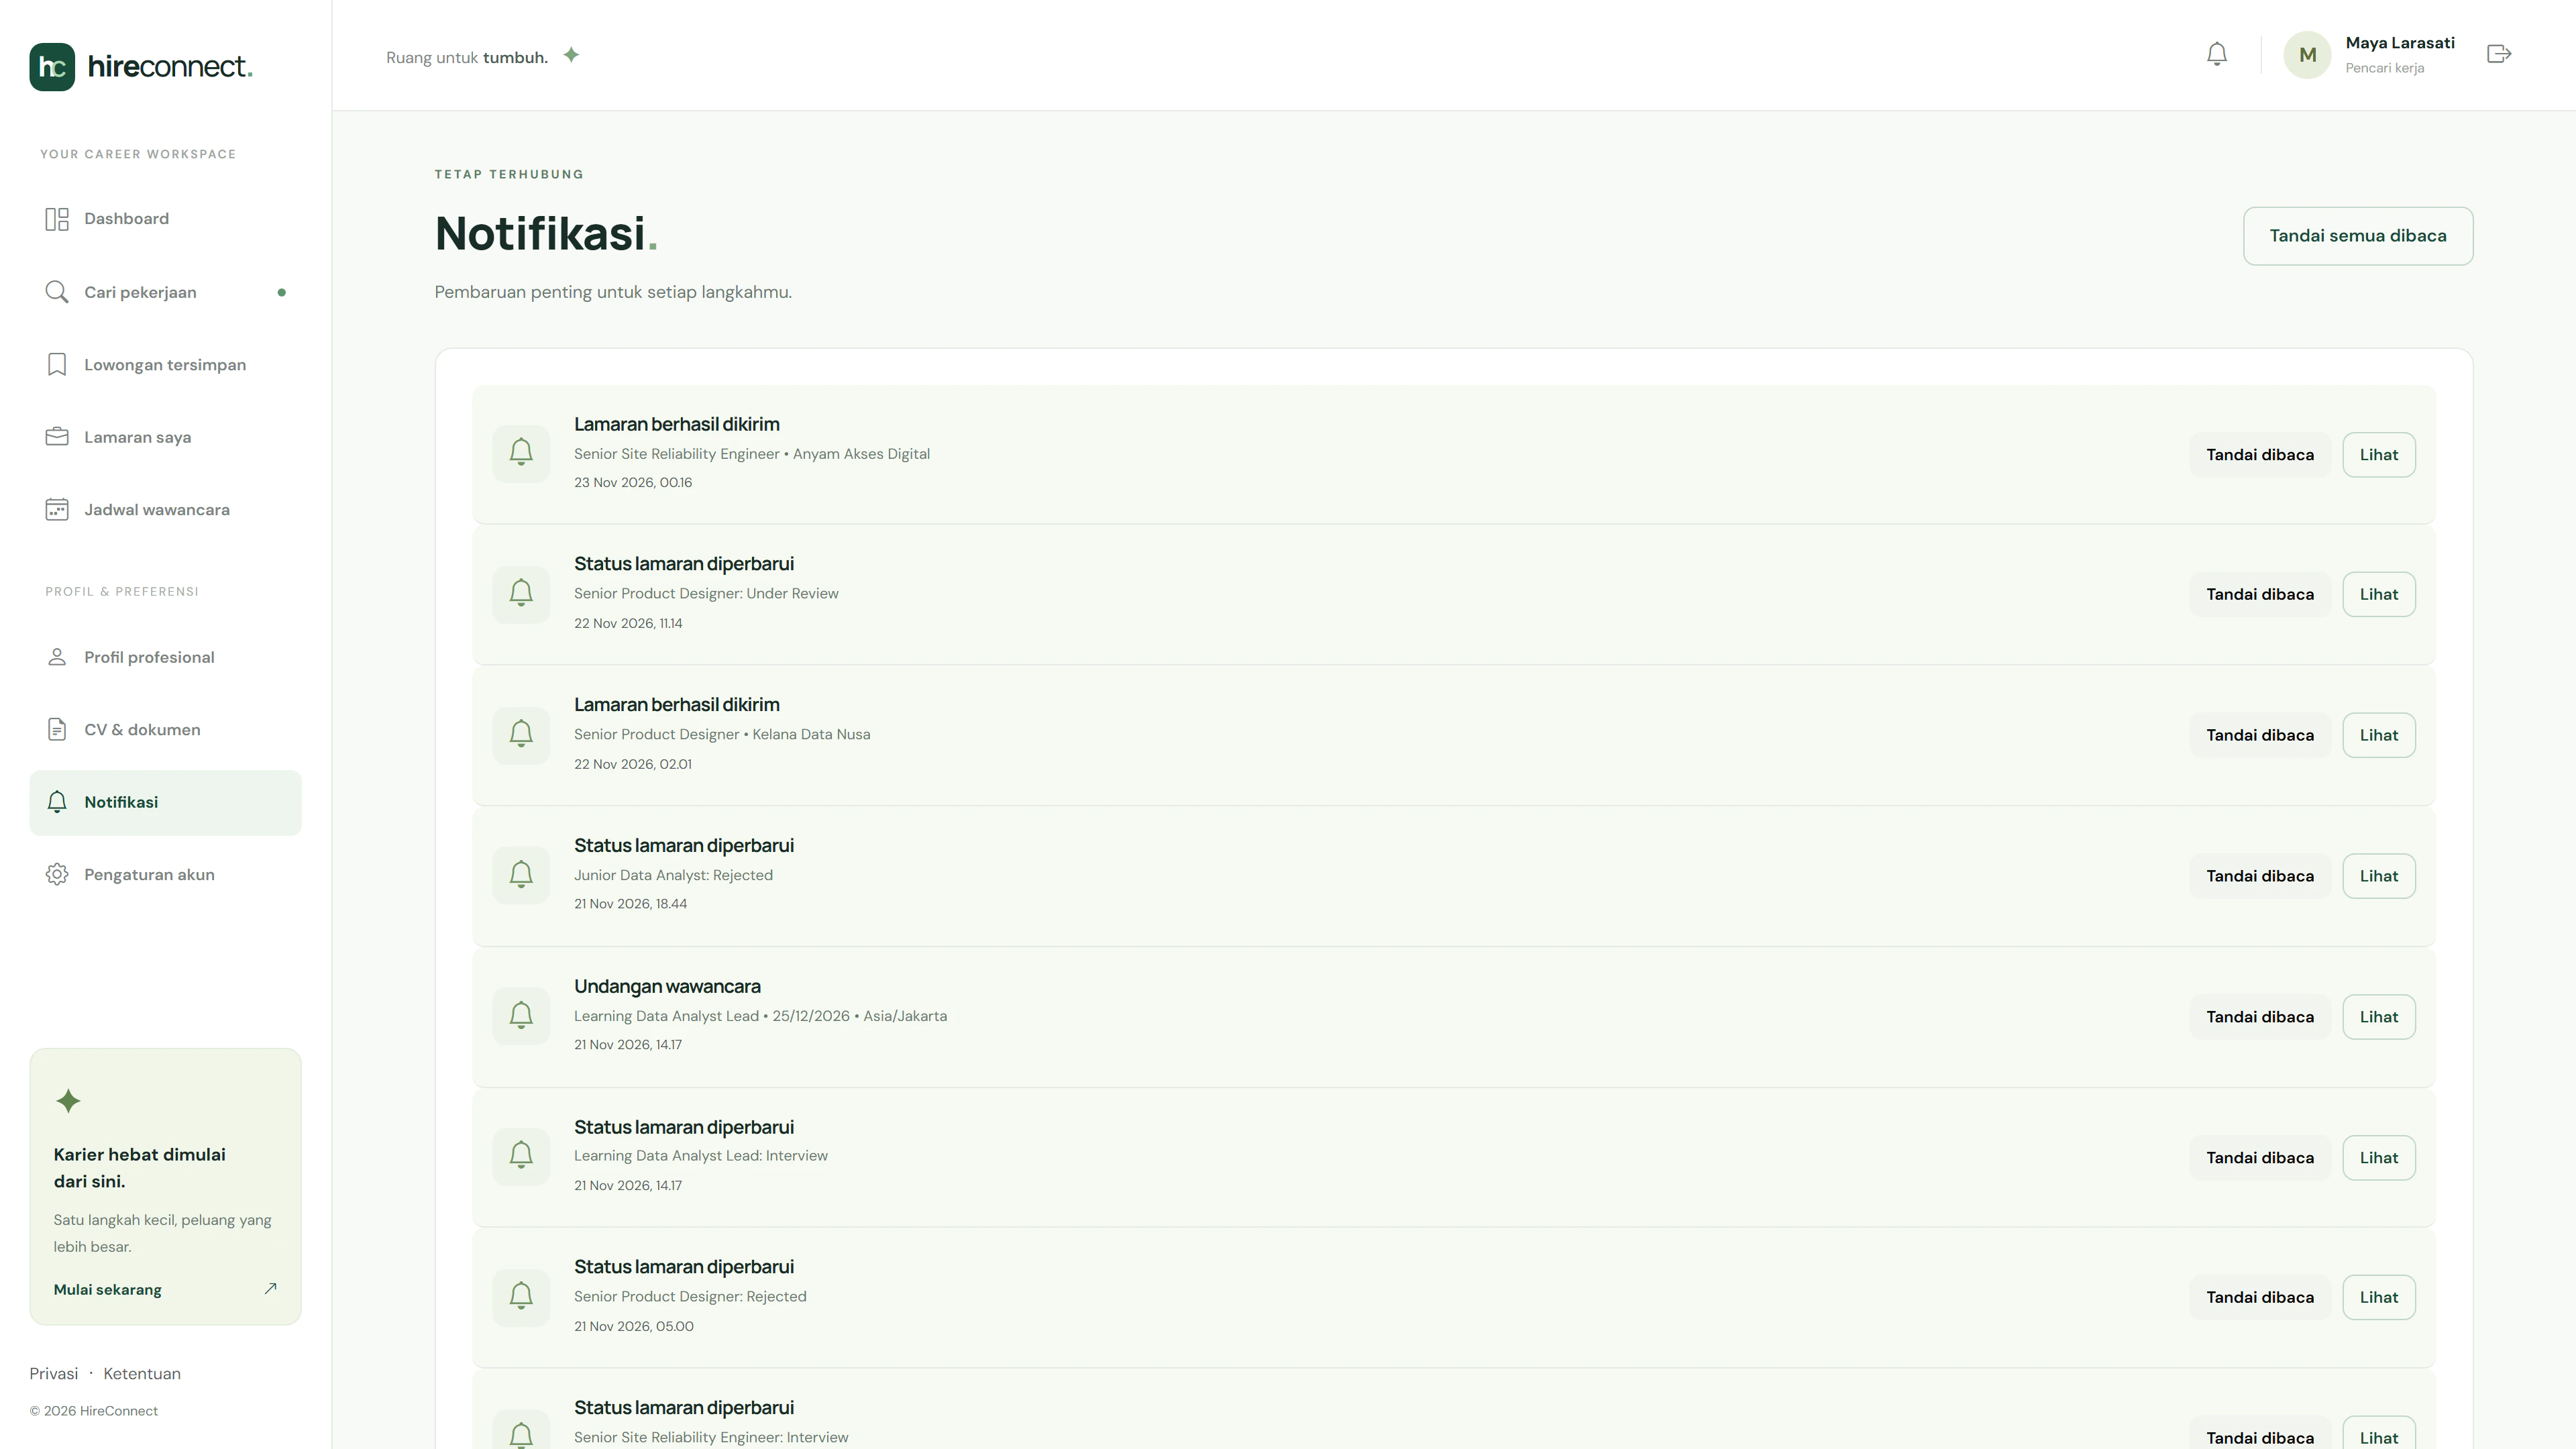 hc hireconnect.
YOUR CAREER WORKSPACE
Dashboard
Cari pekerjaan
Lowongan tersimpan
Lamaran saya
Jadwal wawancara
PROFIL & PREFERENSI
Profil profesional
CV & dokumen
Notifikasi
Pengaturan akun
Karier hebat dimulai
dari sini.
Satu langkah kecil, peluang yang
lebih besar.
Mulai sekarang
Privasi · Ketentuan
© 2026 HireConnect
Ruang untuk tumbuh.
M
Maya Larasati
Pencari kerja
TETAP TERHUBUNG
Notifikasi.
Pembaruan penting untuk setiap langkahmu.
Tandai semua dibaca
Lamaran berhasil dikirim
Senior Site Reliability Engineer • Anyam Akses Digital
23 Nov 2026, 00.16
Tandai dibaca Lihat
Status lamaran diperbarui
Senior Product Designer: Under Review
22 Nov 2026, 11.14
Tandai dibaca Lihat
Lamaran berhasil dikirim
Senior Product Designer • Kelana Data Nusa
22 Nov 2026, 02.01
Tandai dibaca Lihat
Status lamaran diperbarui
Junior Data Analyst: Rejected
21 Nov 2026, 18.44
Tandai dibaca Lihat
Undangan wawancara
Learning Data Analyst Lead • 25/12/2026 • Asia/Jakarta
21 Nov 2026, 14.17
Tandai dibaca Lihat
Status lamaran diperbarui
Learning Data Analyst Lead: Interview
21 Nov 2026, 14.17
Tandai dibaca Lihat
Status lamaran diperbarui
Senior Product Designer: Rejected
21 Nov 2026, 05.00
Tandai dibaca Lihat
Status lamaran diperbarui
Senior Site Reliability Engineer: Interview
Tandai dibaca Lihat